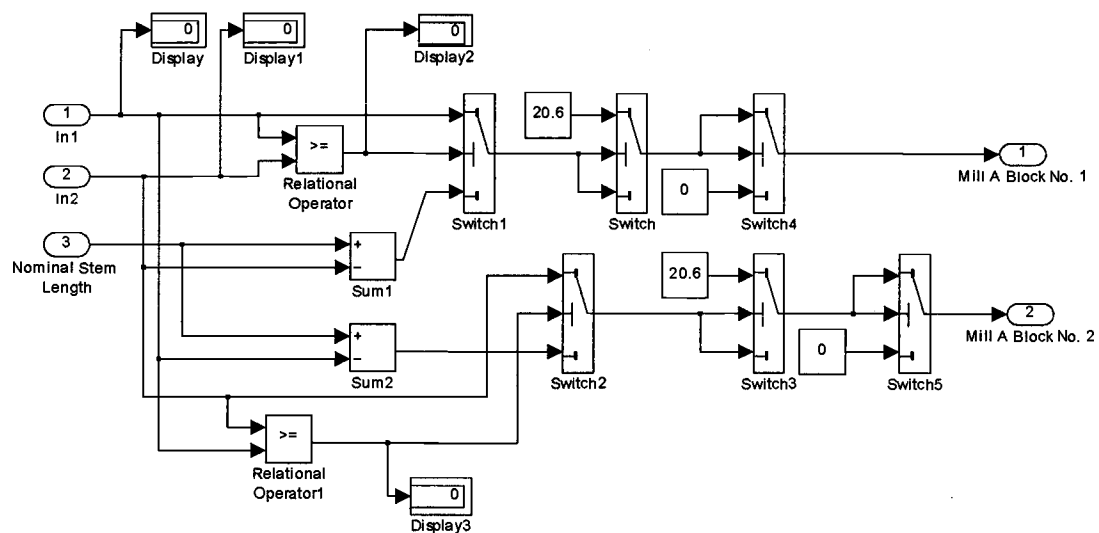 0
Display
0
Display1
0
Display2
1
In1
2
In2
3
Nominal Stem
Length
>=
Relational
Operator
+
−
Sum1
+
−
Sum2
>=
Relational
Operator1
0
Display3
Switch1
20.6
Switch
0
Switch4
1
Mill A Block No. 1
Switch2
20.6
Switch3
0
Switch5
2
Mill A Block No. 2